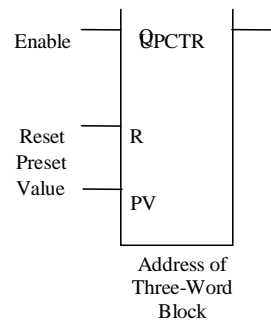 Enable
Q
UPCTR
Reset
R
Preset
Value
PV
Address of
Three-Word
Block